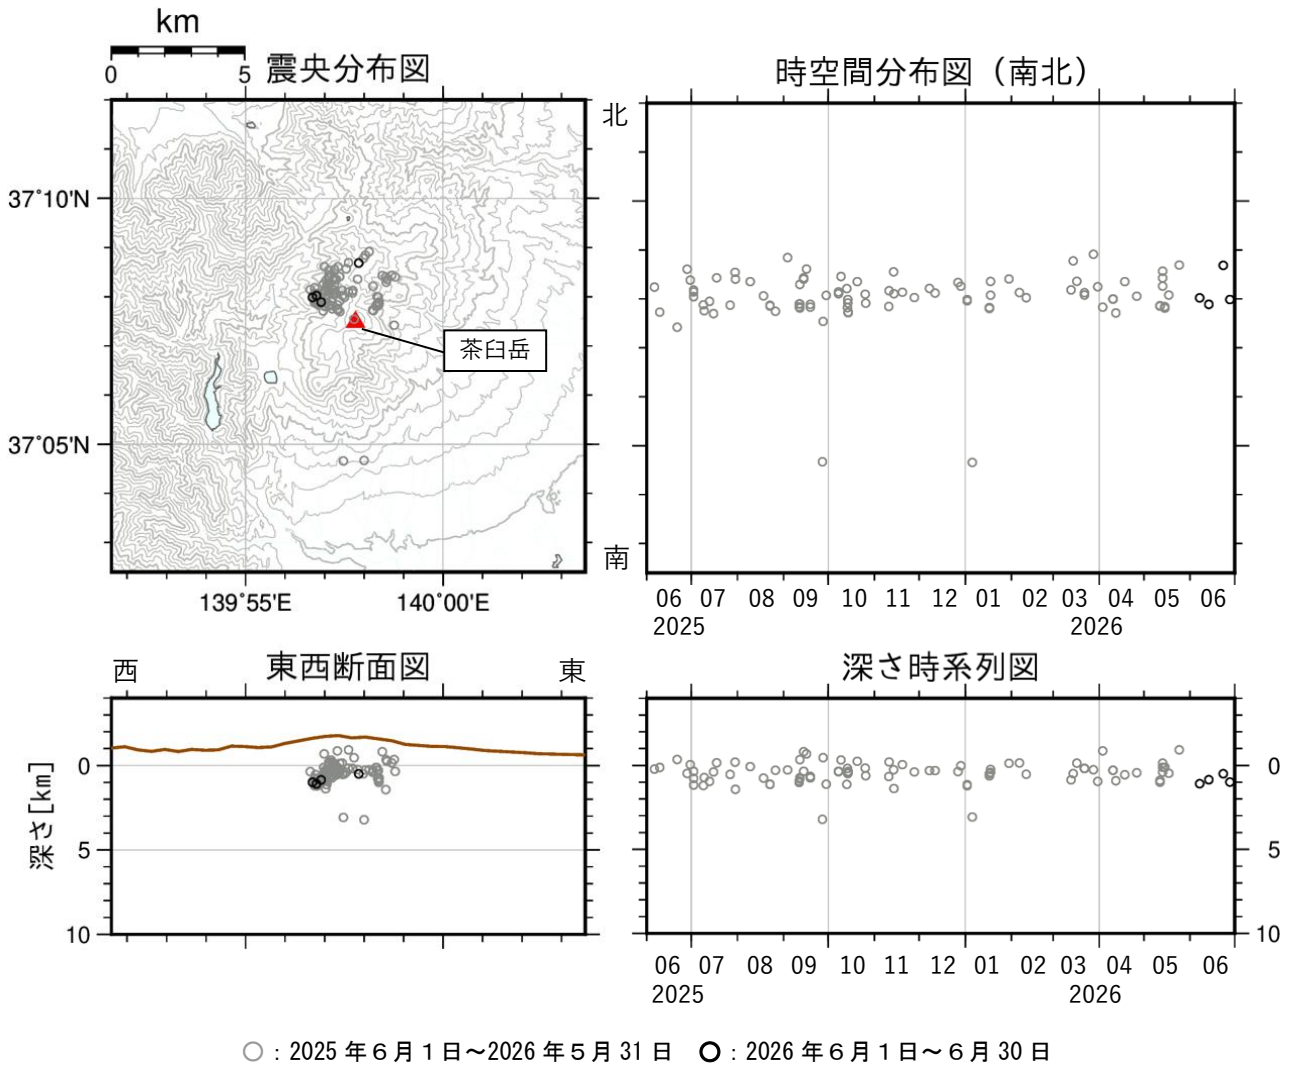 km
0 5
震央分布図
時空間分布図（南北）
北
37°10'N
茶臼岳
37°05'N
南
139°55'E 140°00'E
06 07 08 09 10 11 12 01 02 03 04 05 06
2025 2026
西 東西断面図 東
深さ時系列図
深さ[km]
0
5
10
0
5
10
06 07 08 09 10 11 12 01 02 03 04 05 06
2025 2026
○：2025年６月１日～2026年５月31日 ○：2026年６月１日～６月30日